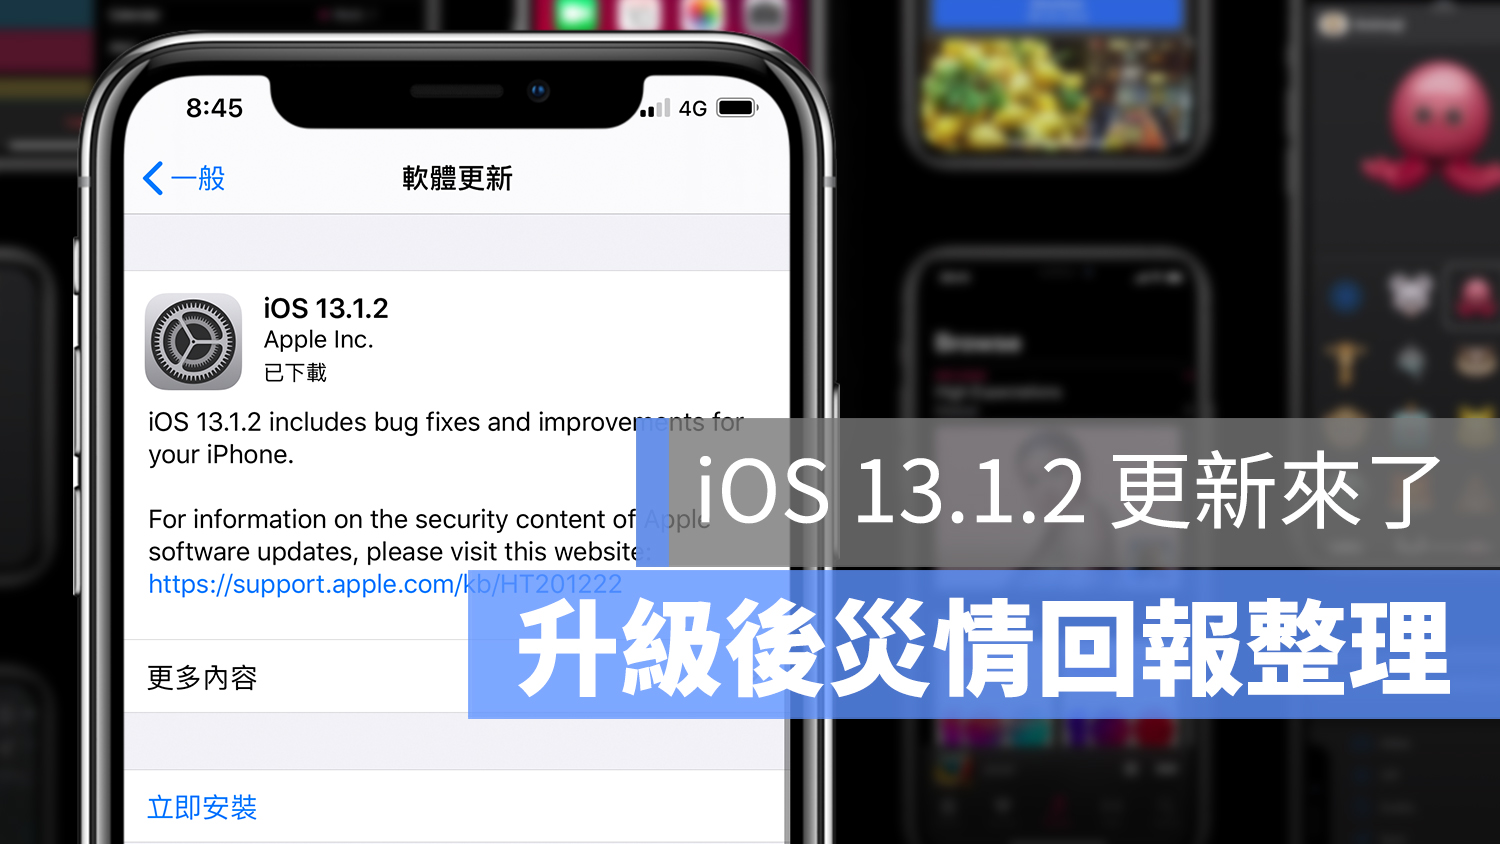 8:45
4G
一般
軟體更新
iOS 13.1.2
Apple Inc.
已下載
iOS 13.1.2 includes bug fixes and improvements for
your iPhone.
For information on the security content of Apple
software updates, please visit this website:
https://support.apple.com/kb/HT201222
更多內容
立即安裝
iOS 13.1.2 更新來了
升級後災情回報整理
Browse